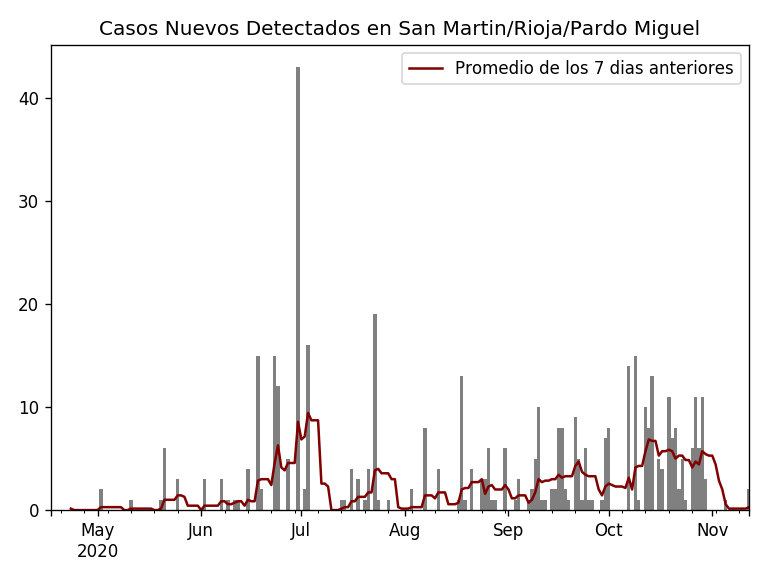 Casos Nuevos Detectados en San Martin/Rioja/Pardo Miguel
Promedio de los 7 dias anteriores
40
30
20
10
0
May Jun Jul Aug Sep Oct Nov
2020